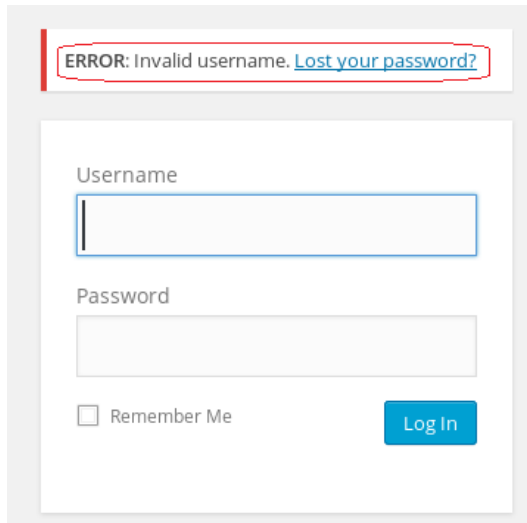 ERROR: Invalid username. Lost your password?
Username
Password
Remember Me
Log In